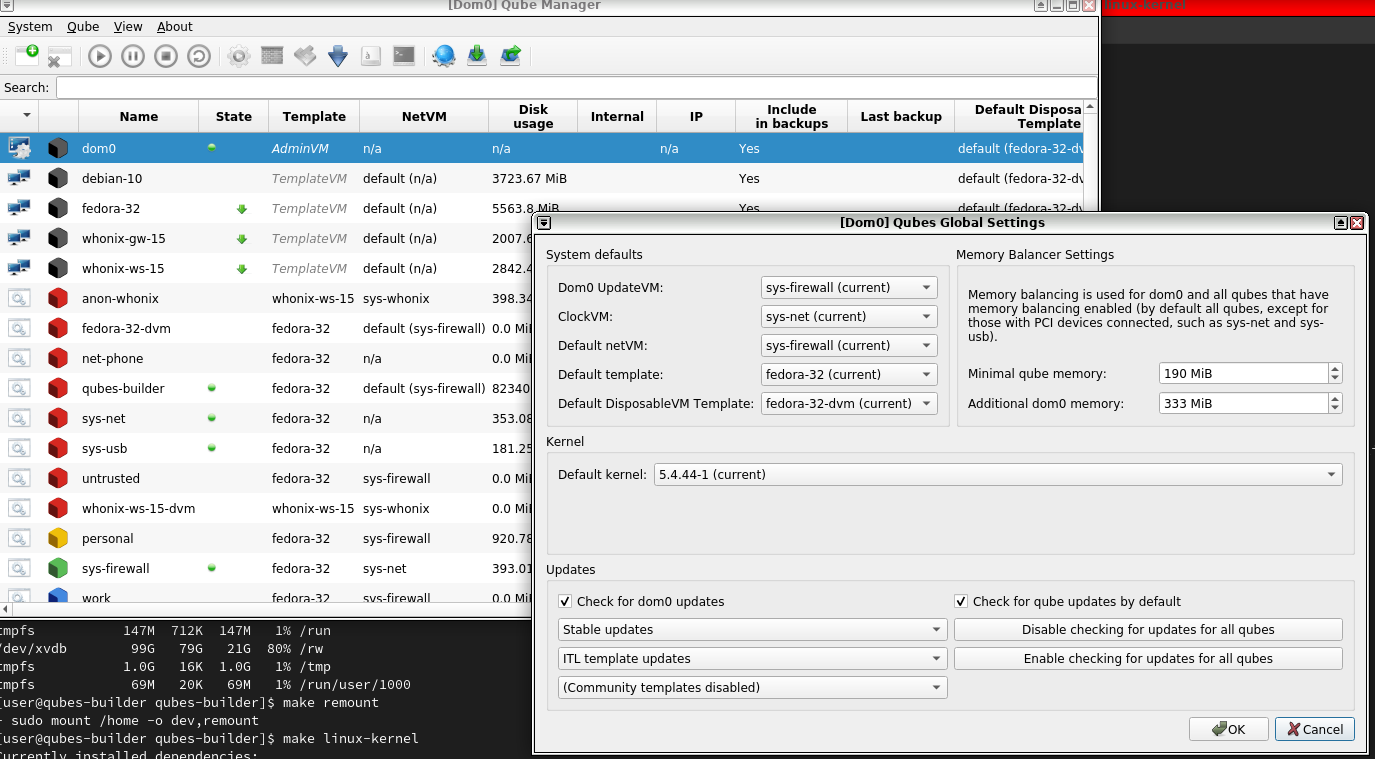 [Dom0] Qube Manager
linux-kernel
System Qube View About
Search:
Name State Template NetVM Disk usage Internal IP Include in backups Last backup Default Disposa Template
dom0 AdminVM n/a n/a n/a Yes default (fedora-32-dv
debian-10 TemplateVM default (n/a) 3723.67 MiB Yes default (fedora-32-dv
fedora-32 TemplateVM default (n/a) 5563.8 MiB Yes default (fedora-32-dv
whonix-gw-15 TemplateVM default (n/a) 2007.6
whonix-ws-15 TemplateVM default (n/a) 2842.4
anon-whonix whonix-ws-15 sys-whonix 398.34
fedora-32-dvm fedora-32 default (sys-firewall) 0.0 Mi
net-phone fedora-32 n/a 0.0 Mi
qubes-builder fedora-32 default (sys-firewall) 82340
sys-net fedora-32 n/a 353.08
sys-usb fedora-32 n/a 181.25
untrusted fedora-32 sys-firewall 0.0 Mi
whonix-ws-15-dvm whonix-ws-15 sys-whonix 0.0 Mi
personal fedora-32 sys-firewall 920.78
sys-firewall fedora-32 sys-net 393.01
work fedora-32 sys-firewall 0.0 Mi
[Dom0] Qubes Global Settings
System defaults
Dom0 UpdateVM: sys-firewall (current)
ClockVM: sys-net (current)
Default netVM: sys-firewall (current)
Default template: fedora-32 (current)
Default DisposableVM Template: fedora-32-dvm (current)
Memory Balancer Settings
Memory balancing is used for dom0 and all qubes that have
memory balancing enabled (by default all qubes, except for
those with PCI devices connected, such as sys-net and sys-
usb).
Minimal qube memory: 190 MiB
Additional dom0 memory: 333 MiB
Kernel
Default kernel: 5.4.44-1 (current)
Updates
Check for dom0 updates
Check for qube updates by default
Stable updates
Disable checking for updates for all qubes
ITL template updates
Enable checking for updates for all qubes
(Community templates disabled)
OK Cancel
tmpfs 147M 712K 147M 1% /run
/dev/xvdb 99G 79G 21G 80% /rw
tmpfs 1.0G 16K 1.0G 1% /tmp
tmpfs 69M 20K 69M 1% /run/user/1000
[user@qubes-builder qubes-builder]$ make remount
- sudo mount /home -o dev,remount
[user@qubes-builder qubes-builder]$ make linux-kernel
Currently installed dependencies: